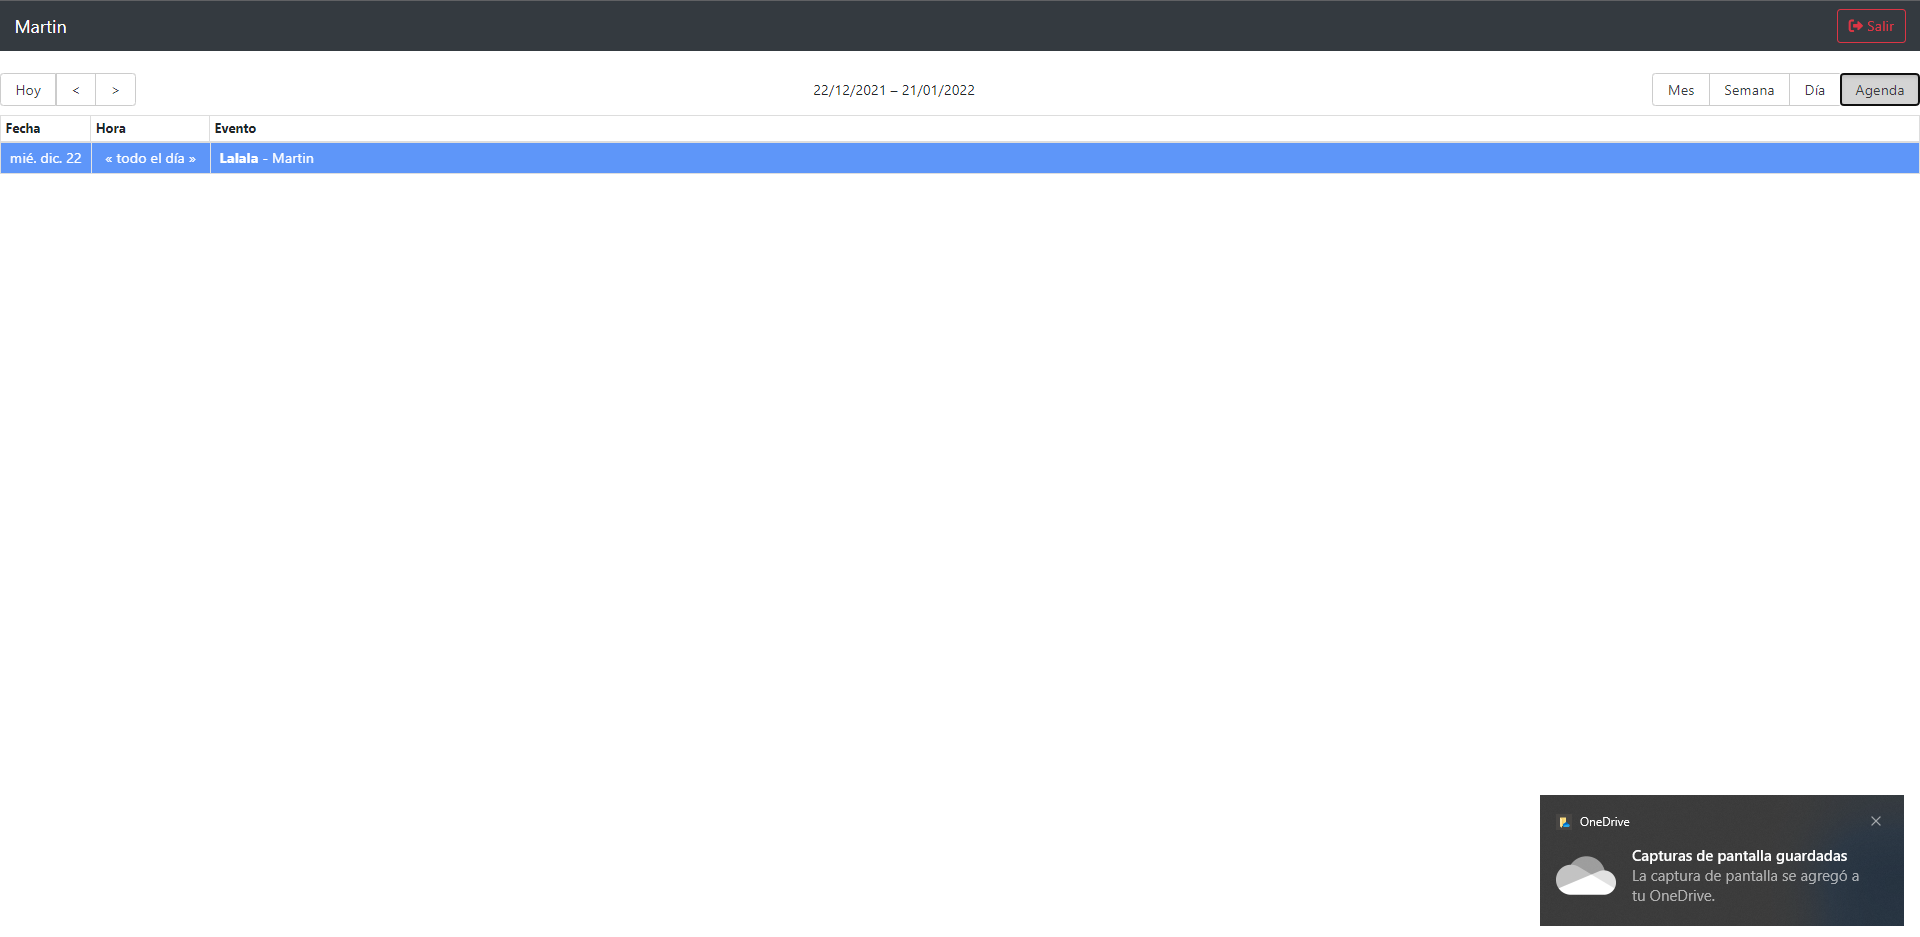 Martin
Salir
Hoy < > 22/12/2021 – 21/01/2022 Mes Semana Día Agenda
Fecha Hora Evento
mié. dic. 22 « todo el día » Lalala - Martin
OneDrive
Capturas de pantalla guardadas
La captura de pantalla se agregó a
tu OneDrive.